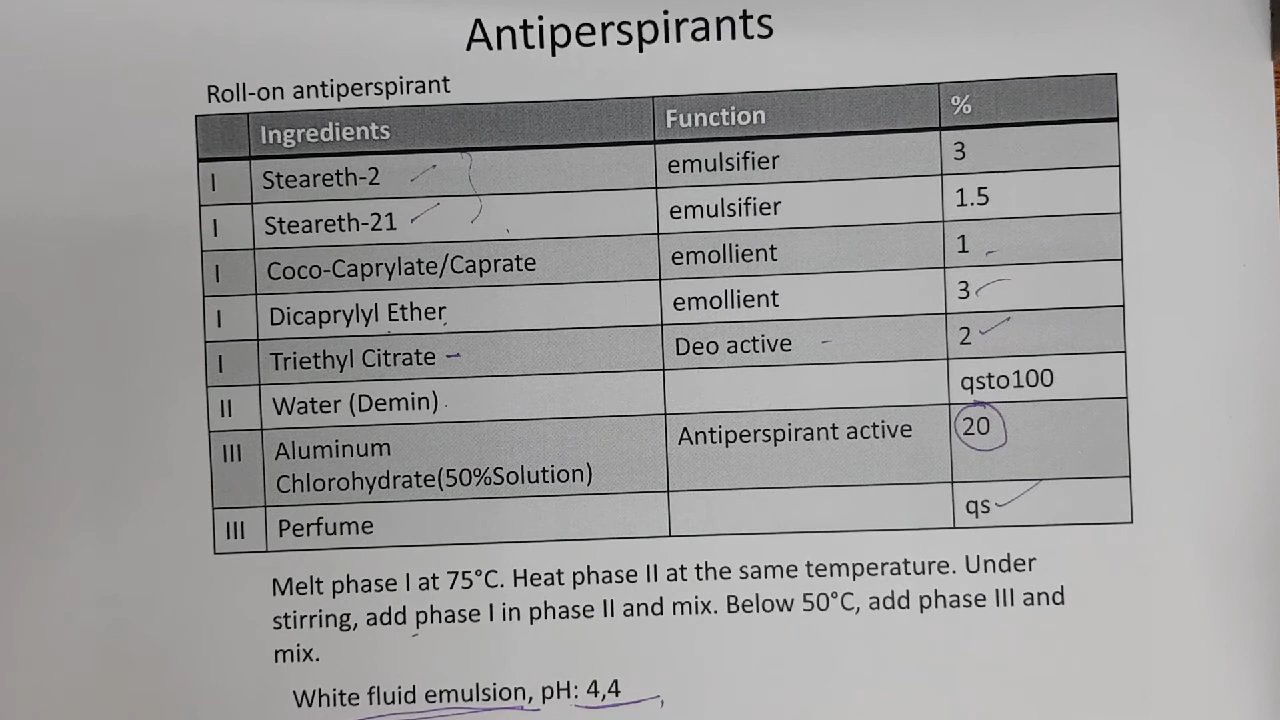 Antiperspirants
Roll-on antiperspirant
Ingredients Function %
I Steareth-2 emulsifier 3
I Steareth-21 emulsifier 1.5
I Coco-Caprylate/Caprate emollient 1
I Dicaprylyl Ether emollient 3
I Triethyl Citrate Deo active 2
II Water (Demin) qsto100
III Aluminum Antiperspirant active 20
Chlorohydrate(50%Solution)
III Perfume qs
Melt phase I at 75°C. Heat phase II at the same temperature. Under
stirring, add phase I in phase II and mix. Below 50°C, add phase III and
mix.
White fluid emulsion, pH: 4,4